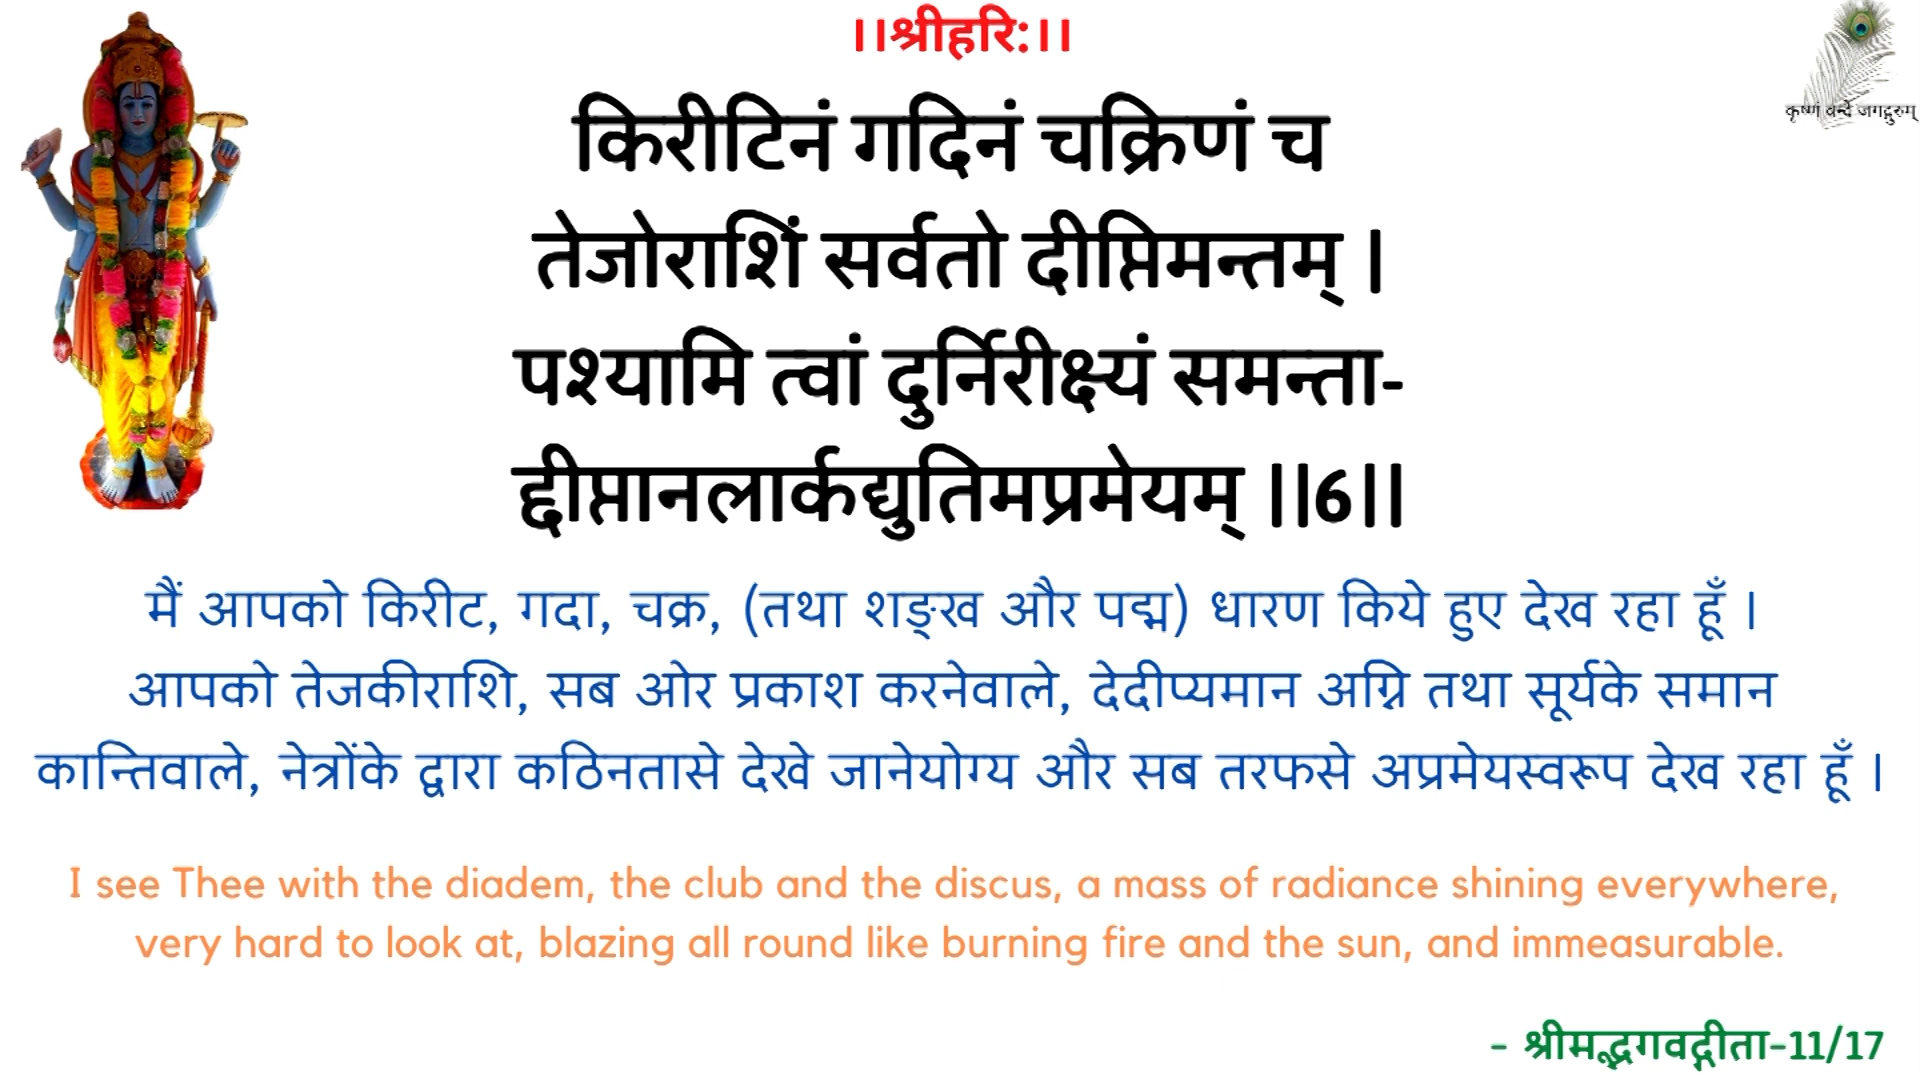 ।।श्रीहरि:।।
कृष्णं वन्दे जगद्गुरुम्
किरीटिनं गदिनं चक्रिणं च
तेजोराशिं सर्वतो दीप्तिमन्तम् |
पश्यामि त्वां दुर्निरीक्ष्यं समन्ता-
द्दीप्तानलार्कद्युतिमप्रमेयम् ||6||
मैं आपको किरीट, गदा, चक्र, (तथा शङ्ख और पद्म) धारण किये हुए देख रहा हूँ |
आपको तेजकीराशि, सब ओर प्रकाश करनेवाले, देदीप्यमान अग्नि तथा सूर्यके समान
कान्तिवाले, नेत्रोंके द्वारा कठिनतासे देखे जानेयोग्य और सब तरफसे अप्रमेयस्वरूप देख रहा हूँ |
I see Thee with the diadem, the club and the discus, a mass of radiance shining everywhere,
very hard to look at, blazing all round like burning fire and the sun, and immeasurable.
- श्रीमद्भगवद्गीता-11/17